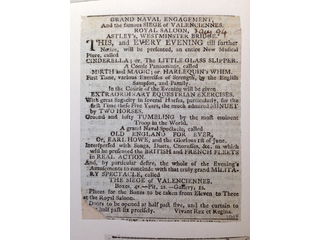 GRAND NAVAL ENGAGEMENT,
And the famous SIEGE of VALENCIENNES.
ROYAL SALOON,
ASTLEY's, WESTMINSTER BRIDGE.
THIS, and EVERY EVENING till further
Notice, will be presented, an entire New Musical
Piece, called
CINDERELLA; or, The LITTLE GLASS SLIPPER.
A Comic Pantomime, called
MIRTH and MAGIC; or, HARLEQUIN's WHIM.
First Time, various Exercises of Strength, by the English
Sampson, and Family.
In the Course of the Evening will be given
EXTRAORDINARY EQUESTRIAN EXERCISES,
With great Sagacity in several Horses, particularly, for the
first Time these five Years, the much admired MINUET
by TWO HORSES.
Ground and lofty TUMBLING by the most eminent
Troop in the World.
A Grand Naval Spectacle, called
OLD ENGLAND FOR EVER,
Or, EARL HOWE, and the Glorious 1st of June.
Interspersed with Songs, Duets, Chorusses, &c. in which
will be presented the BRITISH and FRENCH FLEETS
in REAL ACTION.
And, by particular desire, the whole of the Evening's
Amusements to conclude with that truly grand MILITA-
RY SPECTACLE, called
THE SIEGE OF VALENCIENNES.
Boxes, 4s.—Pit, 2s.—Gallery, 1s.
Places for the Boxes to be taken from Eleven to Three
at the Royal Saloon.
Doors to be opened at half past five, and the curtain to
half past six precisely. Vivant Rex et Regina.